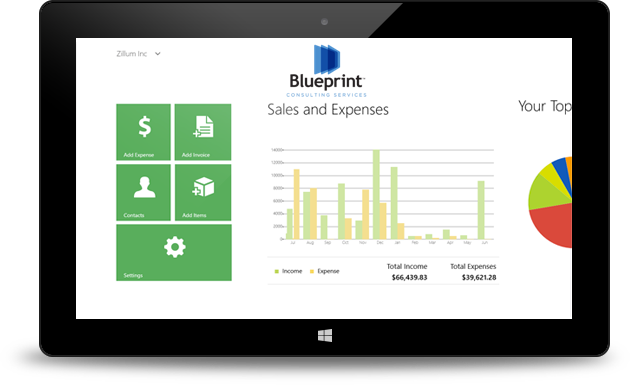 Zillum Inc
Blueprint™
CONSULTING SERVICES
Sales and Expenses
Your Top
Add Expense
Add Invoice
Contacts
Add Items
Settings
14000
12000
10000
8000
6000
4000
2000
0
Jul Aug Sep Oct Nov Dec Jan Feb Mar Apr May Jun
Income Expense
Total Income Total Expenses
$66,439.83 $39,621.28